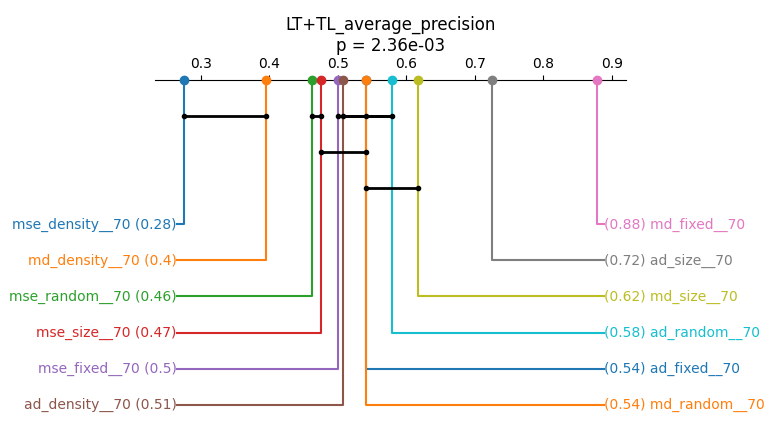 LT+TL_average_precision
p = 2.36e-03
0.3 0.4 0.5 0.6 0.7 0.8 0.9
mse_density__70 (0.28) (0.88) md_fixed__70
md_density__70 (0.4) (0.72) ad_size__70
mse_random__70 (0.46) (0.62) md_size__70
mse_size__70 (0.47) (0.58) ad_random__70
mse_fixed__70 (0.5) (0.54) ad_fixed__70
ad_density__70 (0.51) (0.54) md_random__70